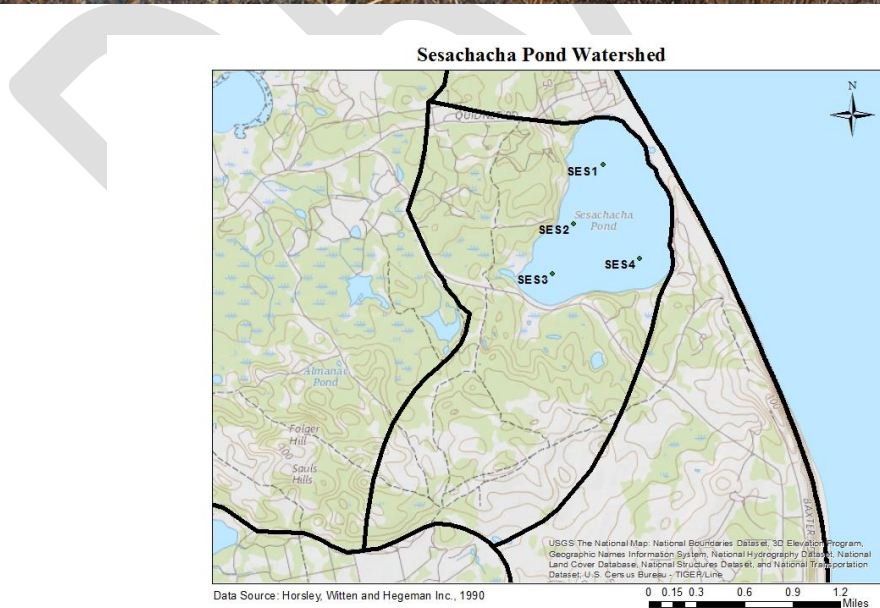 Sesachacha Pond Watershed
N
SES1
Sesachacha
Pond
SES2
SES4
SES3
Almanac
Pond
Folger
Hill
Sauls
Hills
BAXTER
USGS The National Map: National Boundaries Dataset, 3D Elevation Program,
Geographic Names Information System, National Hydrography Dataset, National
Land Cover Database, National Structures Dataset, and National Transportation
Dataset; U.S. Census Bureau - TIGER/Line
Data Source: Horsley, Witten and Hegeman Inc., 1990
0 0.15 0.3 0.6 0.9 1.2
Miles